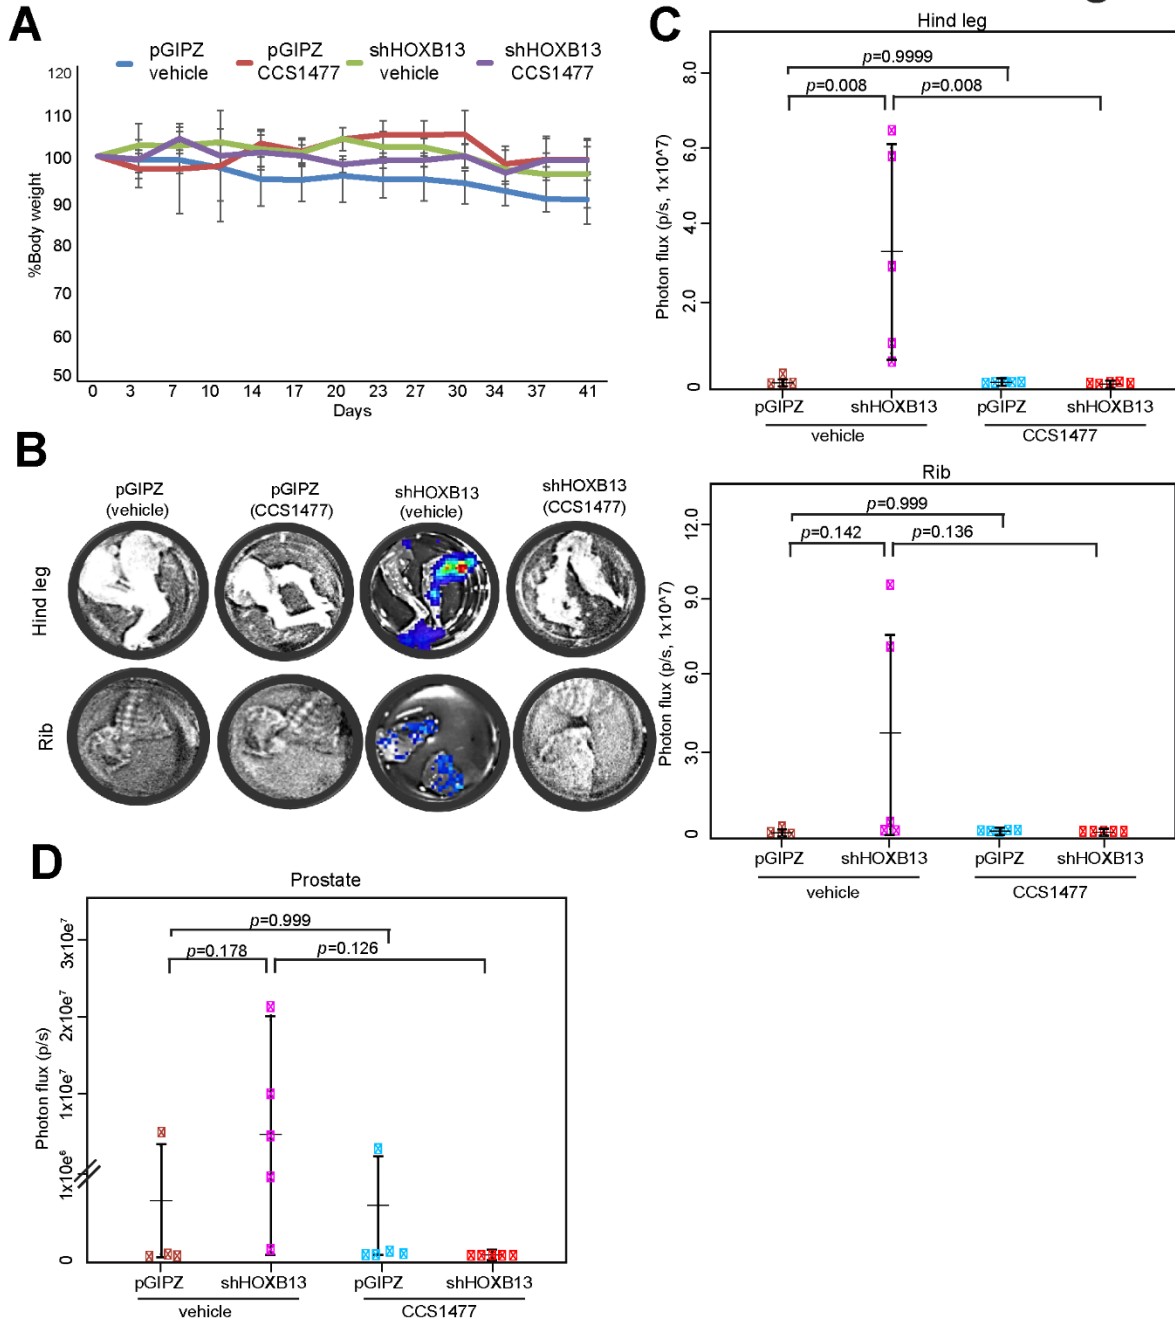 A
pGIPZ vehicle
pGIPZ CCS1477
shHOXB13 vehicle
shHOXB13 CCS1477
%Body weight
120
110
100
90
80
70
60
50
0 3 7 10 14 17 20 23 27 30 34 37 41
Days
B
pGIPZ (vehicle)
pGIPZ (CCS1477)
shHOXB13 (vehicle)
shHOXB13 (CCS1477)
Hind leg
Rib
C
Hind leg
Photon flux (p/s, 1x10^7)
8.0
6.0
4.0
2.0
0
p=0.9999
p=0.008
p=0.008
pGIPZ shHOXB13 pGIPZ shHOXB13
vehicle CCS1477
Rib
Photon flux (p/s, 1x10^7)
12.0
9.0
6.0
3.0
0
p=0.999
p=0.142
p=0.136
pGIPZ shHOXB13 pGIPZ shHOXB13
vehicle CCS1477
D
Prostate
Photon flux (p/s)
3x10e⁷
2x10e⁷
1x10e⁷
1x10e⁶
0
p=0.999
p=0.178
p=0.126
pGIPZ shHOXB13 pGIPZ shHOXB13
vehicle CCS1477